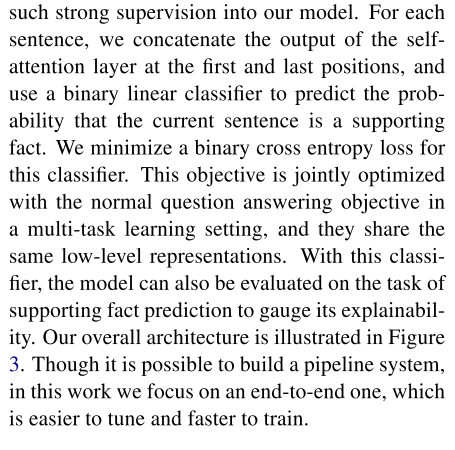 such strong supervision into our model. For each
sentence, we concatenate the output of the self-
attention layer at the first and last positions, and
use a binary linear classifier to predict the prob-
ability that the current sentence is a supporting
fact. We minimize a binary cross entropy loss for
this classifier. This objective is jointly optimized
with the normal question answering objective in
a multi-task learning setting, and they share the
same low-level representations. With this classi-
fier, the model can also be evaluated on the task of
supporting fact prediction to gauge its explainabil-
ity. Our overall architecture is illustrated in Figure
3. Though it is possible to build a pipeline system,
in this work we focus on an end-to-end one, which
is easier to tune and faster to train.